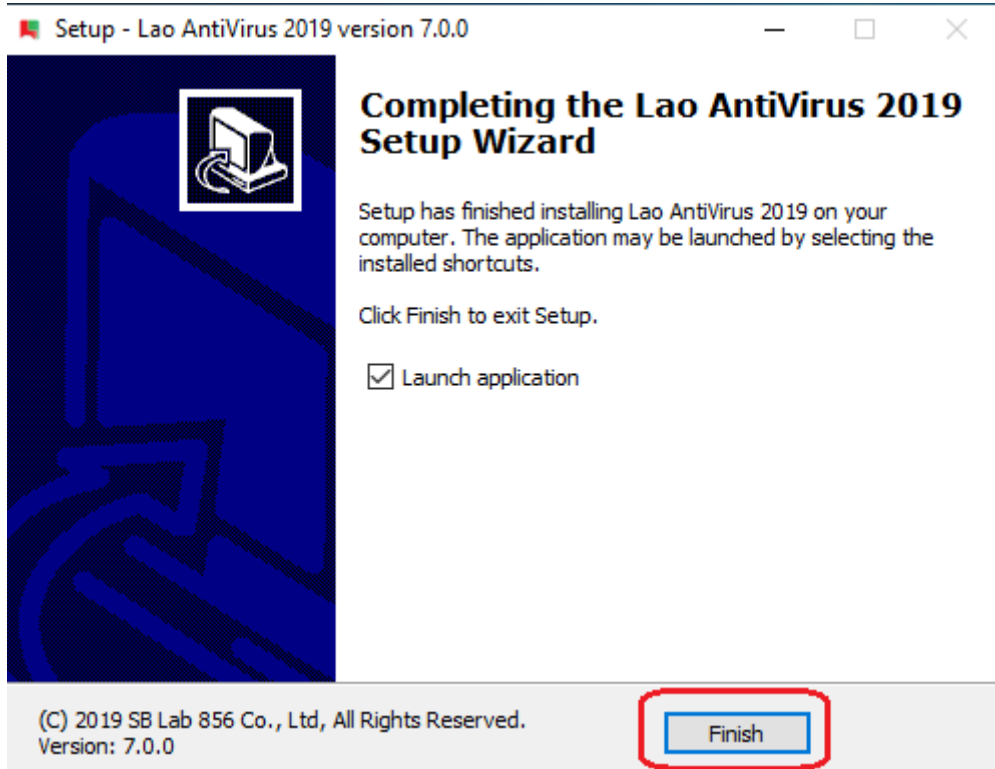 Setup - Lao AntiVirus 2019 version 7.0.0
Completing the Lao AntiVirus 2019
Setup Wizard
Setup has finished installing Lao AntiVirus 2019 on your
computer. The application may be launched by selecting the
installed shortcuts.
Click Finish to exit Setup.
Launch application
(C) 2019 SB Lab 856 Co., Ltd, All Rights Reserved.
Version: 7.0.0
Finish